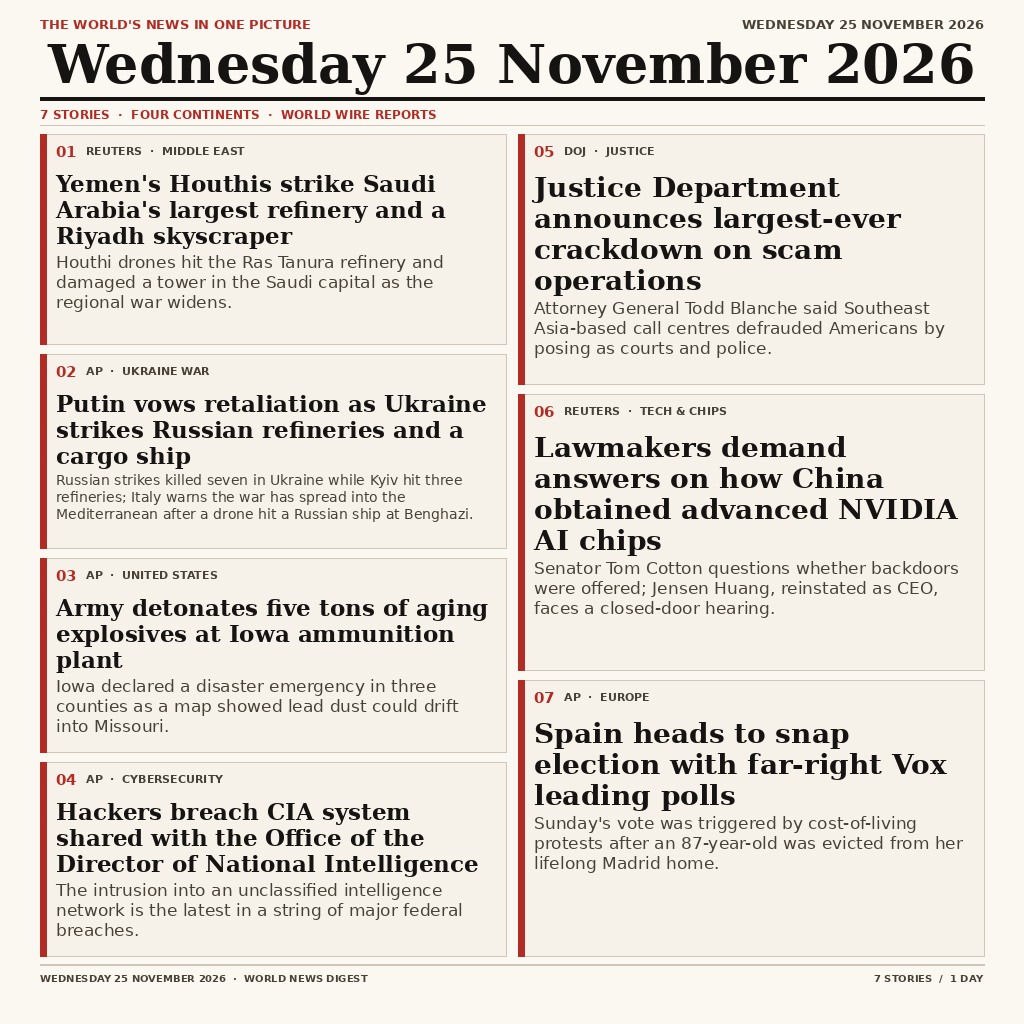 THE WORLD'S NEWS IN ONE PICTURE
WEDNESDAY 25 NOVEMBER 2026
Wednesday 25 November 2026
7 STORIES · FOUR CONTINENTS · WORLD WIRE REPORTS
01 REUTERS · MIDDLE EAST
Yemen's Houthis strike Saudi
Arabia's largest refinery and a
Riyadh skyscraper
Houthi drones hit the Ras Tanura refinery and
damaged a tower in the Saudi capital as the
regional war widens.
02 AP · UKRAINE WAR
Putin vows retaliation as Ukraine
strikes Russian refineries and a
cargo ship
Russian strikes killed seven in Ukraine while Kyiv hit three
refineries; Italy warns the war has spread into the
Mediterranean after a drone hit a Russian ship at Benghazi.
03 AP · UNITED STATES
Army detonates five tons of aging
explosives at Iowa ammunition
plant
Iowa declared a disaster emergency in three
counties as a map showed lead dust could drift
into Missouri.
04 AP · CYBERSECURITY
Hackers breach CIA system
shared with the Office of the
Director of National Intelligence
The intrusion into an unclassified intelligence
network is the latest in a string of major federal
breaches.
05 DOJ · JUSTICE
Justice Department
announces largest-ever
crackdown on scam
operations
Attorney General Todd Blanche said Southeast
Asia-based call centres defrauded Americans by
posing as courts and police.
06 REUTERS · TECH & CHIPS
Lawmakers demand
answers on how China
obtained advanced NVIDIA
AI chips
Senator Tom Cotton questions whether backdoors
were offered; Jensen Huang, reinstated as CEO,
faces a closed-door hearing.
07 AP · EUROPE
Spain heads to snap
election with far-right Vox
leading polls
Sunday's vote was triggered by cost-of-living
protests after an 87-year-old was evicted from her
lifelong Madrid home.
WEDNESDAY 25 NOVEMBER 2026 · WORLD NEWS DIGEST
7 STORIES / 1 DAY